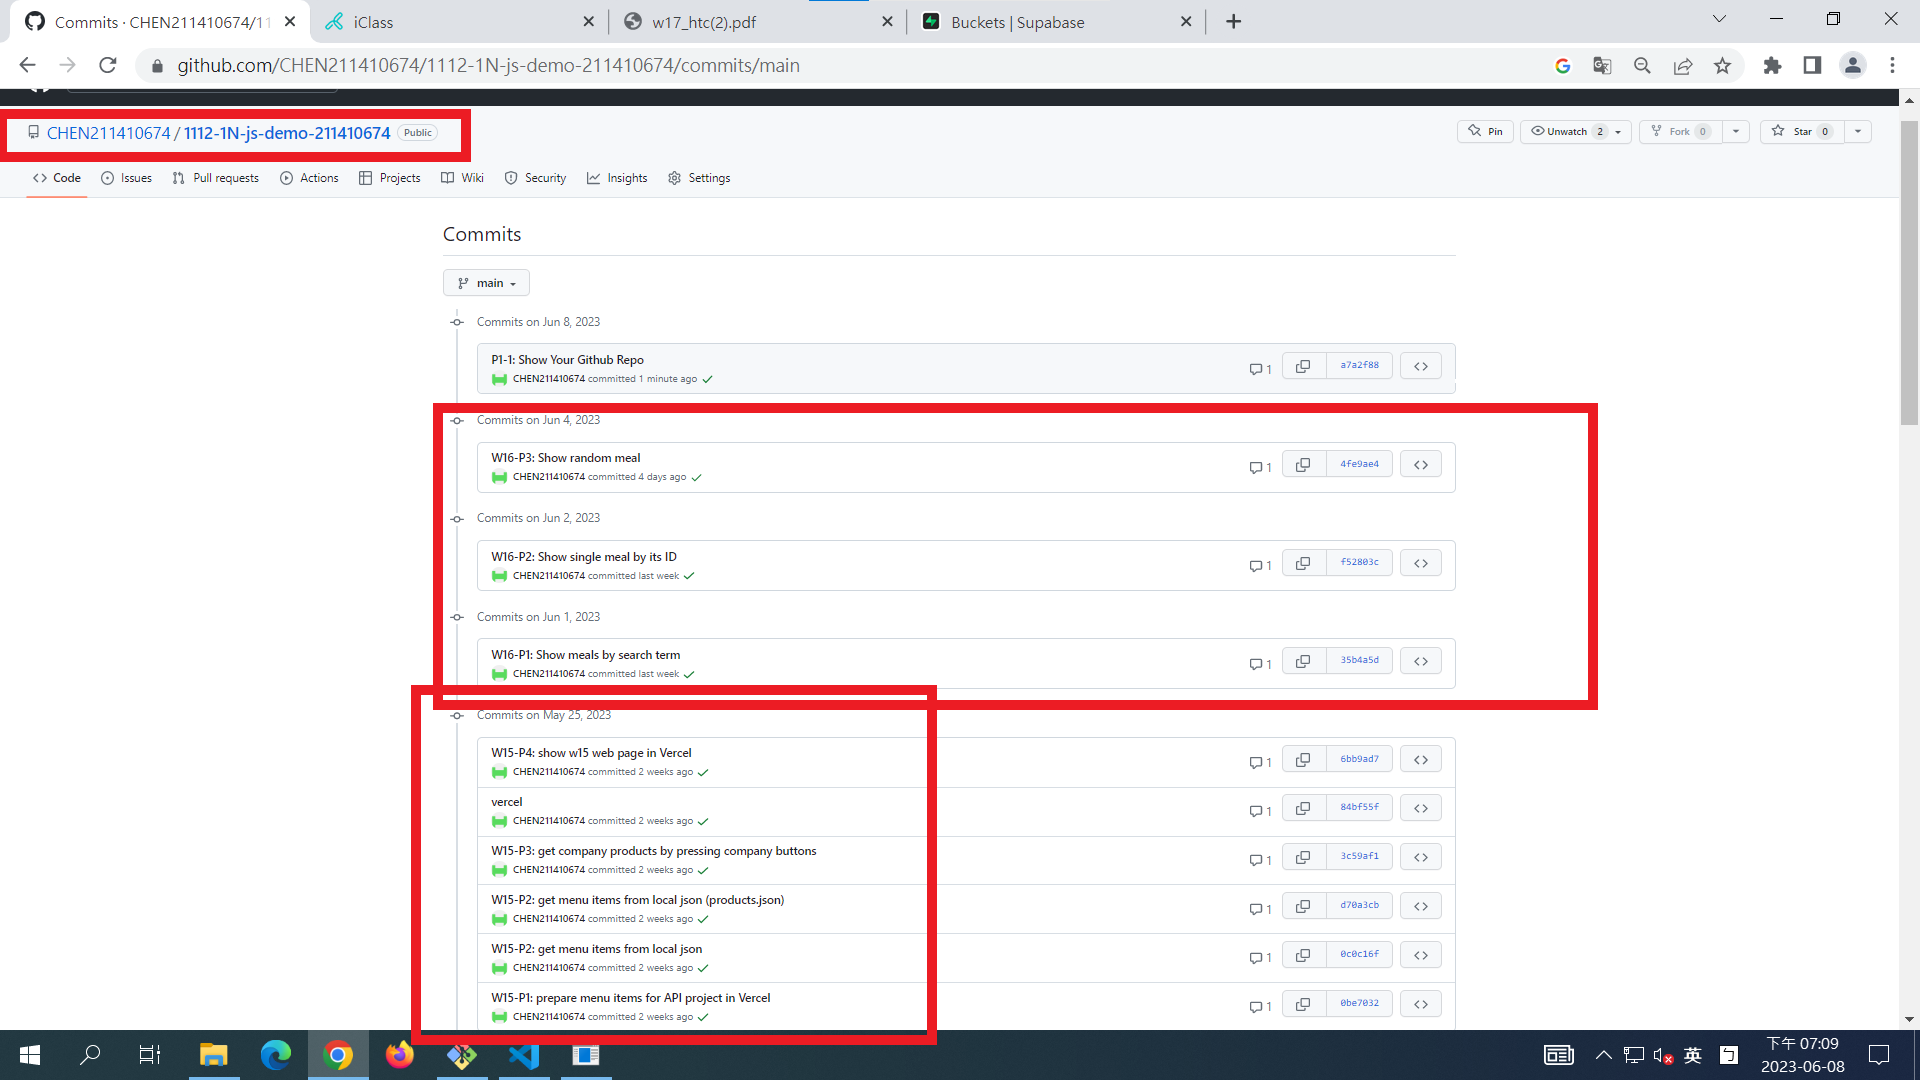 Commits · CHEN211410674/11
iClass
w17_htc(2).pdf
Buckets | Supabase
github.com/CHEN211410674/1112-1N-js-demo-211410674/commits/main
CHEN211410674 / 1112-1N-js-demo-211410674 Public
Pin
Unwatch 2
Fork 0
Star 0
Code
Issues
Pull requests
Actions
Projects
Wiki
Security
Insights
Settings
Commits
main
Commits on Jun 8, 2023
P1-1: Show Your Github Repo
CHEN211410674 committed 1 minute ago
1
a7a2f88
Commits on Jun 4, 2023
W16-P3: Show random meal
CHEN211410674 committed 4 days ago
1
4fe9ae4
Commits on Jun 2, 2023
W16-P2: Show single meal by its ID
CHEN211410674 committed last week
1
f52803c
Commits on Jun 1, 2023
W16-P1: Show meals by search term
CHEN211410674 committed last week
1
35b4a5d
Commits on May 25, 2023
W15-P4: show w15 web page in Vercel
CHEN211410674 committed 2 weeks ago
1
6bb9ad7
vercel
CHEN211410674 committed 2 weeks ago
1
84bf55f
W15-P3: get company products by pressing company buttons
CHEN211410674 committed 2 weeks ago
1
3c59af1
W15-P2: get menu items from local json (products.json)
CHEN211410674 committed 2 weeks ago
1
d70a3cb
W15-P2: get menu items from local json
CHEN211410674 committed 2 weeks ago
1
0c0c16f
W15-P1: prepare menu items for API project in Vercel
CHEN211410674 committed 2 weeks ago
1
0be7032
英
ㄅ
下午 07:09
2023-06-08